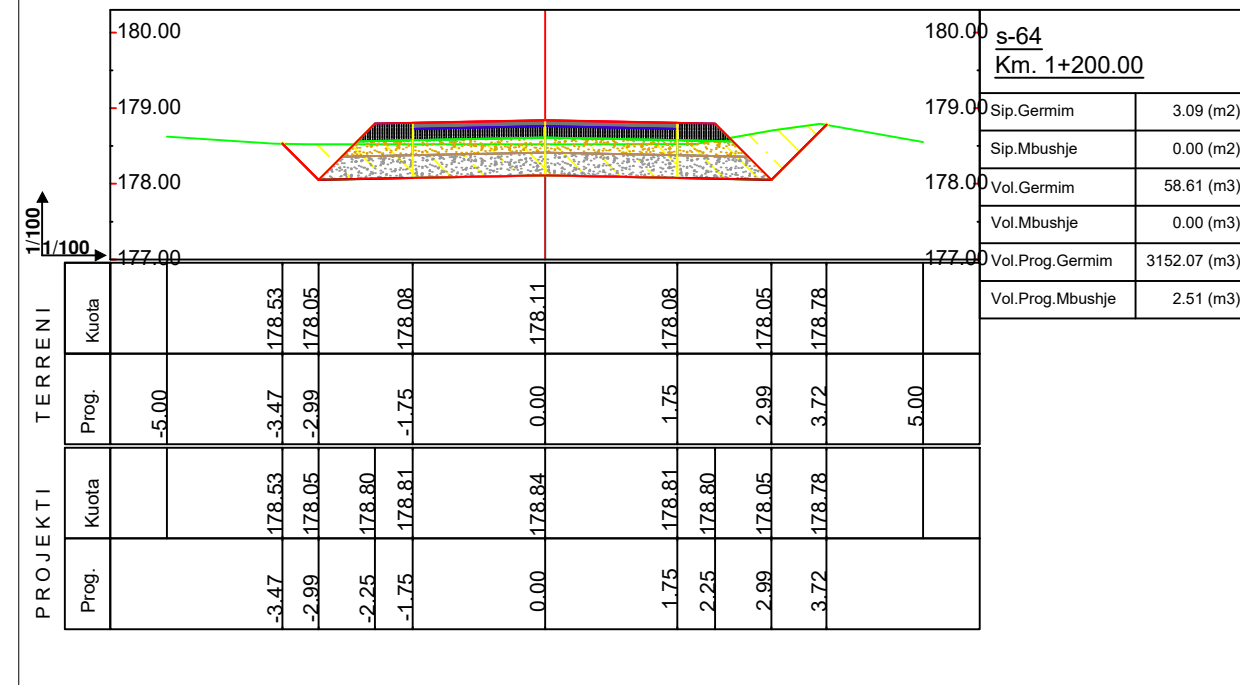 180.00 180.00
179.00 179.00
178.00 178.00
177.00 177.00
1/100
1/100
s-64
Km. 1+200.00
Sip.Germim 3.09 (m2)
Sip.Mbushje 0.00 (m2)
Vol.Germim 58.61 (m3)
Vol.Mbushje 0.00 (m3)
Vol.Prog.Germim 3152.07 (m3)
Vol.Prog.Mbushje 2.51 (m3)
TERRENI
Kuota 178.53 178.05 178.08 178.11 178.08 178.05 178.78
Prog. -5.00 -3.47 -2.99 -1.75 0.00 1.75 2.99 3.72 5.00
PROJEKTI
Kuota 178.53 178.05 178.80 178.81 178.84 178.81 178.80 178.05 178.78
Prog. -3.47 -2.99 -2.25 -1.75 0.00 1.75 2.25 2.99 3.72